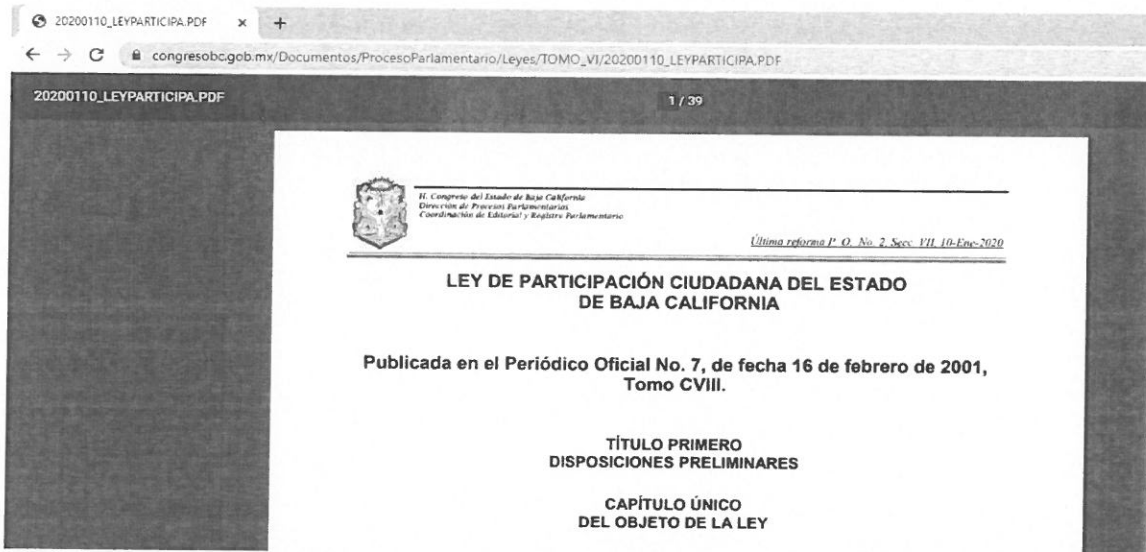 20200110_LEYPARTICIPA.PDF
congresobc.gob.mx/Documentos/ProcesoParlamentario/Leyes/TOMO_VI/20200110_LEYPARTICIPA.PDF
20200110_LEYPARTICIPA.PDF
1 / 39
H. Congreso del Estado de Baja California
Dirección de Procesos Parlamentarios
Coordinación de Editorial y Registro Parlamentario
Última reforma P. O. No. 2, Secc. VII, 10-Ene-2020
LEY DE PARTICIPACIÓN CIUDADANA DEL ESTADO
DE BAJA CALIFORNIA
Publicada en el Periódico Oficial No. 7, de fecha 16 de febrero de 2001,
Tomo CVIII.
TÍTULO PRIMERO
DISPOSICIONES PRELIMINARES
CAPÍTULO ÚNICO
DEL OBJETO DE LA LEY